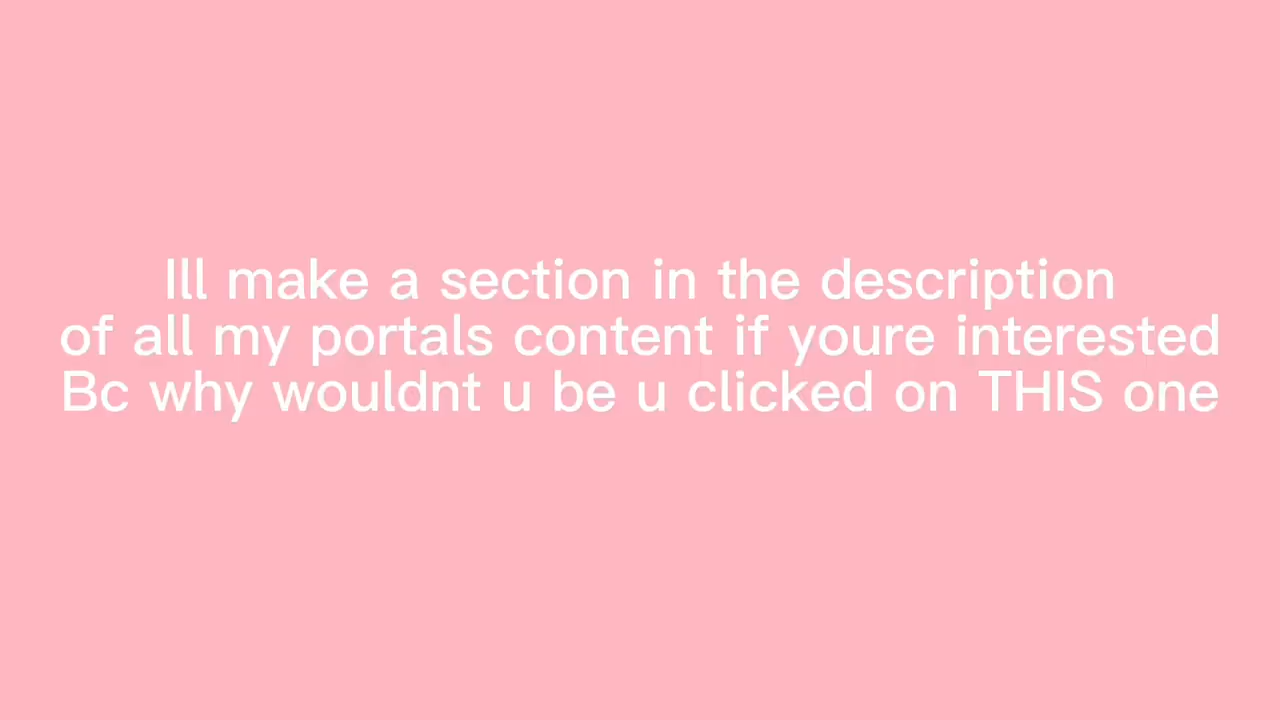 Ill make a section in the description
of all my portals content if youre interested
Bc why wouldnt u be u clicked on THIS one